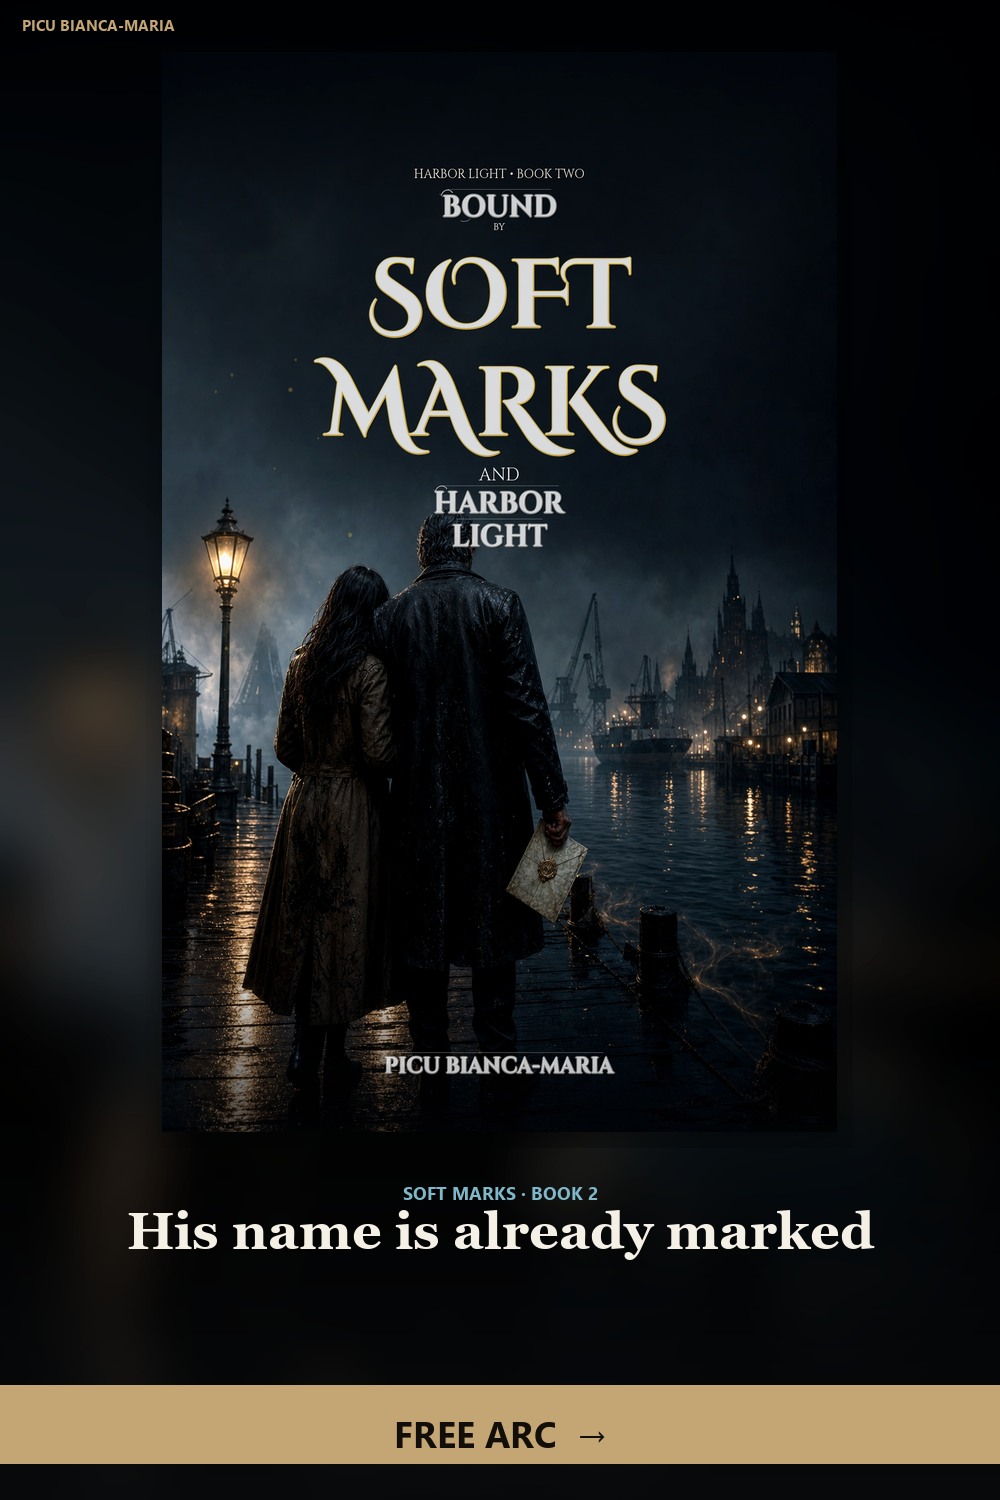 PICU BIANCA-MARIA
HARBOR LIGHT • BOOK TWO
BOUND
BY
SOFT
MARKS
AND
HARBOR
LIGHT
PICU BIANCA-MARIA
SOFT MARKS · BOOK 2
His name is already marked
FREE ARC →